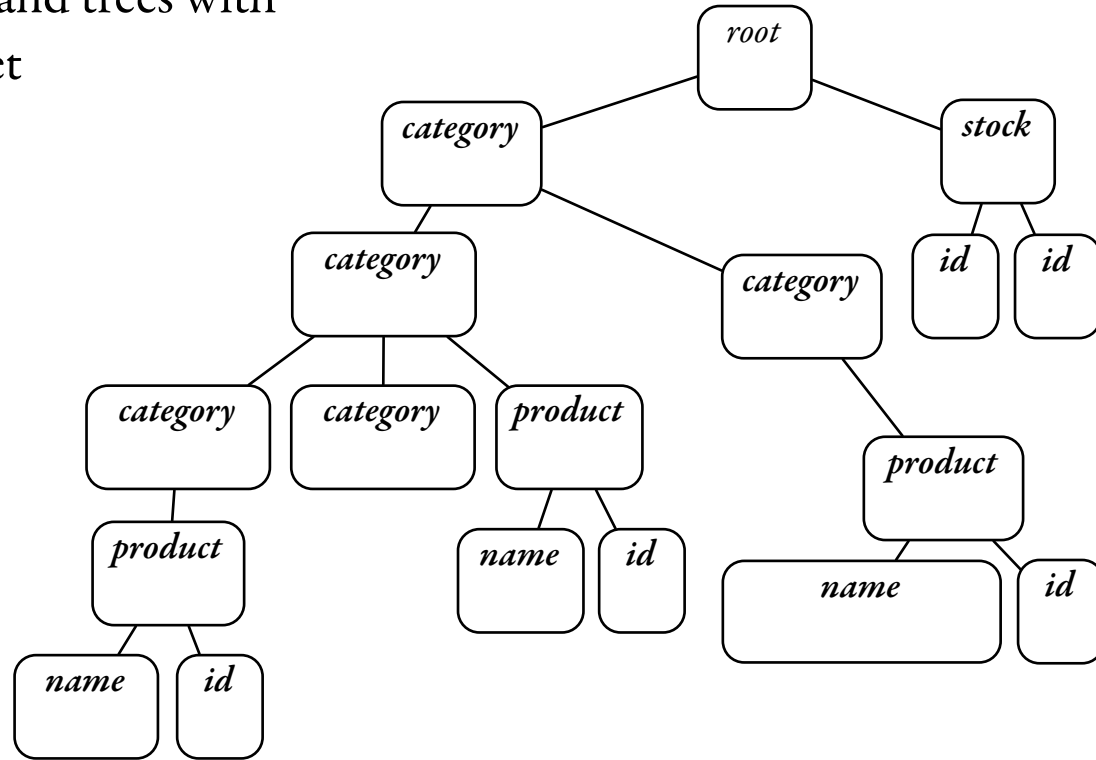 and trees with
et
root
category
stock
category
id
id
category
category
category
product
product
product
name
id
name
id
name
id